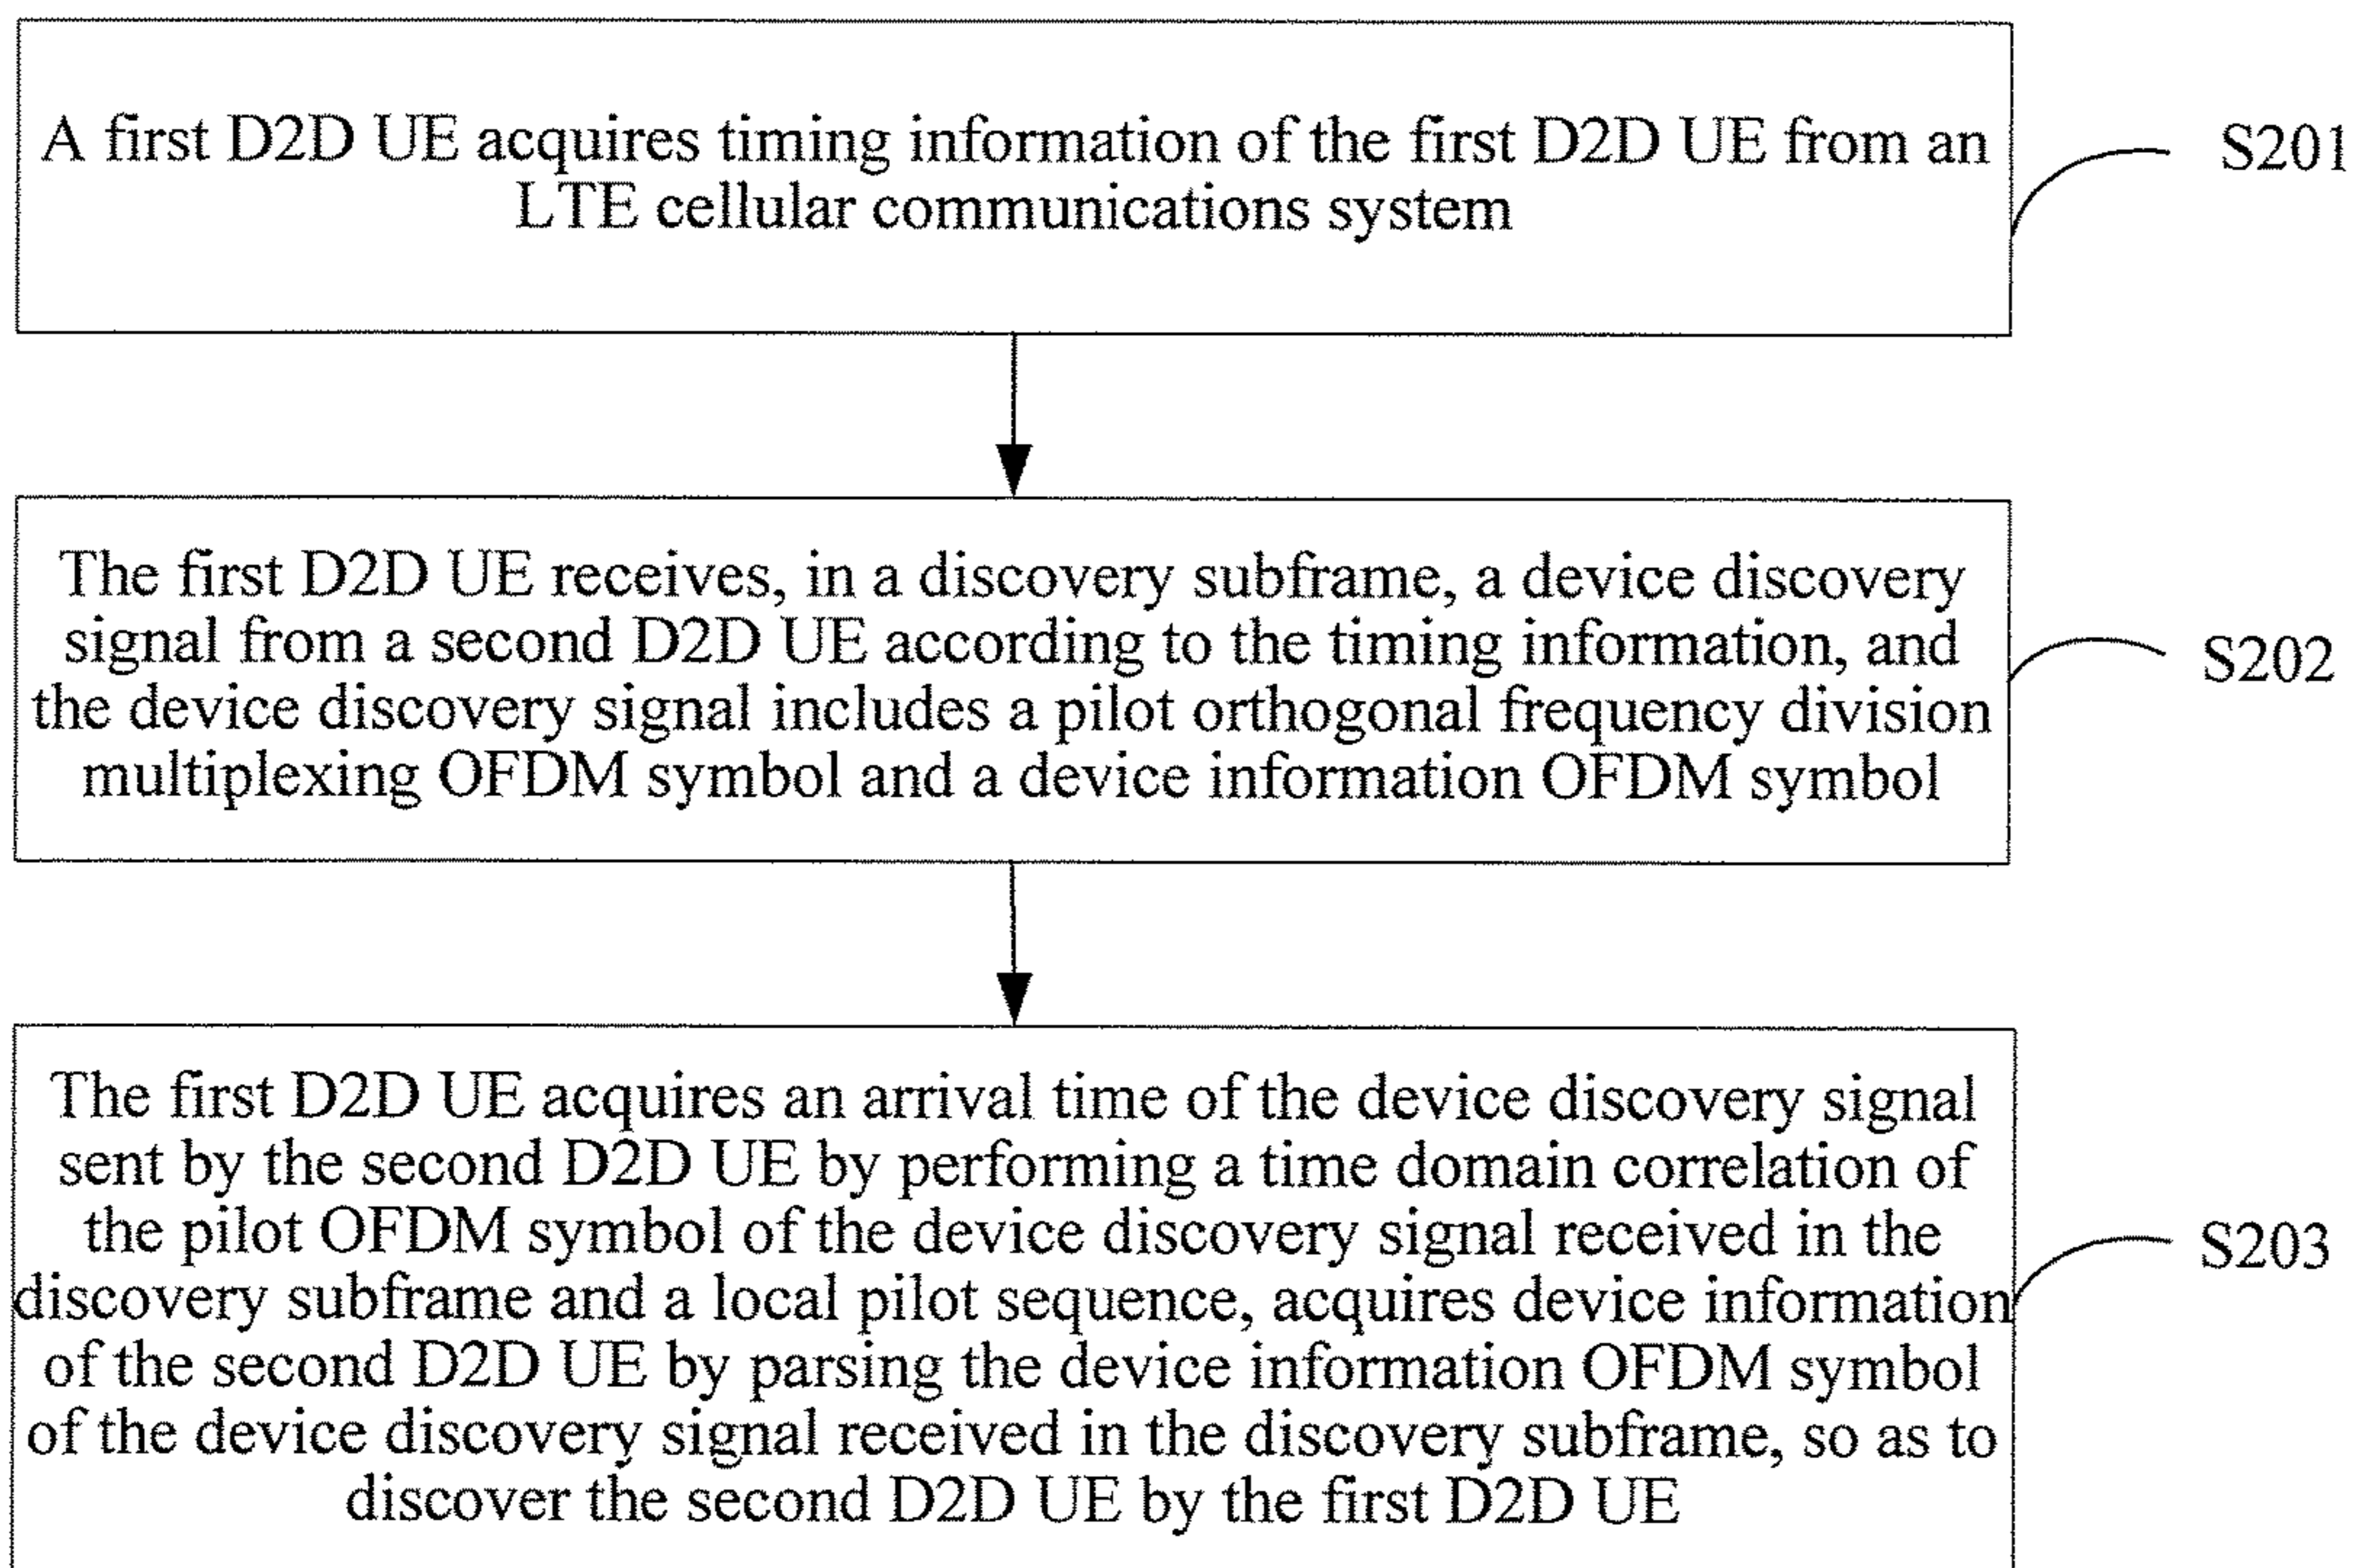 A first D2D UE acquires timing information of the first D2D UE from an
LTE cellular communications system
S201
The first D2D UE receives, in a discovery subframe, a device discovery
signal from a second D2D UE according to the timing information, and
the device discovery signal includes a pilot orthogonal frequency division
multiplexing OFDM symbol and a device information OFDM symbol
S202
The first D2D UE acquires an arrival time of the device discovery signal
sent by the second D2D UE by performing a time domain correlation of
the pilot OFDM symbol of the device discovery signal received in the
discovery subframe and a local pilot sequence, acquires device information
of the second D2D UE by parsing the device information OFDM symbol
of the device discovery signal received in the discovery subframe, so as to
discover the second D2D UE by the first D2D UE
S203